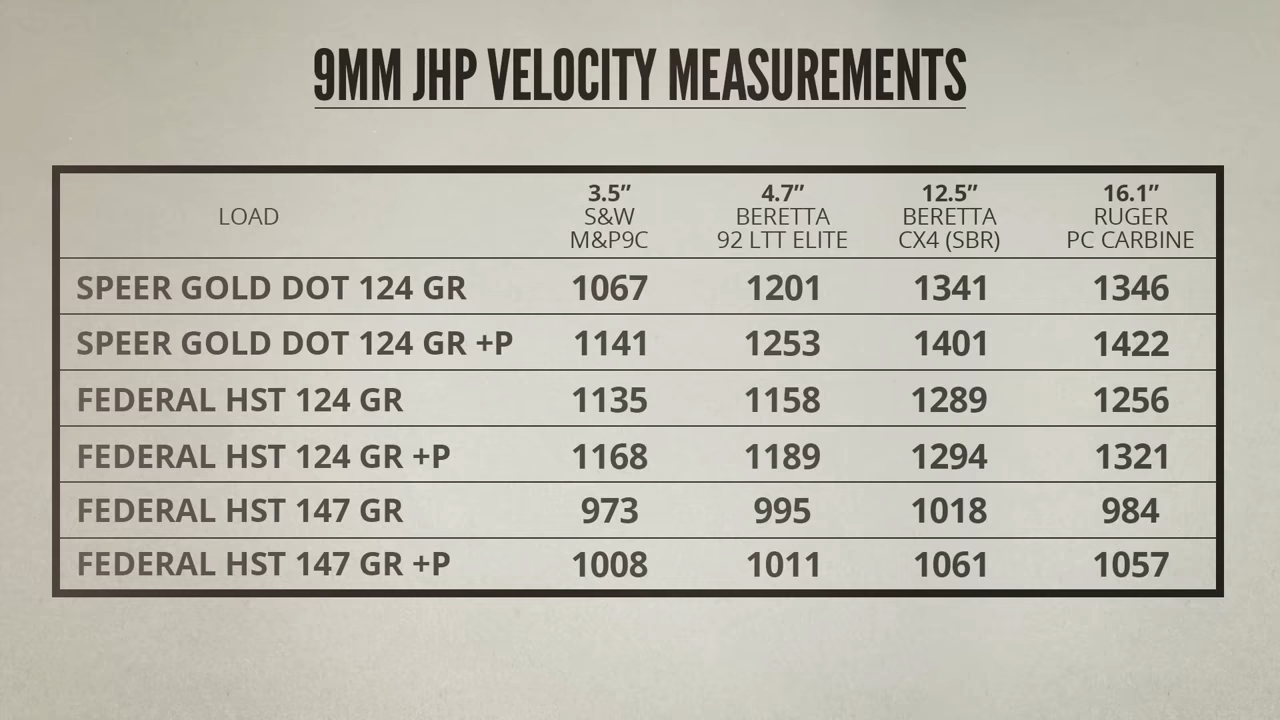 9MM JHP VELOCITY MEASUREMENTS
LOAD 3.5” S&W M&P9C 4.7” BERETTA 92 LTT ELITE 12.5” BERETTA CX4 (SBR) 16.1” RUGER PC CARBINE
SPEER GOLD DOT 124 GR 1067 1201 1341 1346
SPEER GOLD DOT 124 GR +P 1141 1253 1401 1422
FEDERAL HST 124 GR 1135 1158 1289 1256
FEDERAL HST 124 GR +P 1168 1189 1294 1321
FEDERAL HST 147 GR 973 995 1018 984
FEDERAL HST 147 GR +P 1008 1011 1061 1057